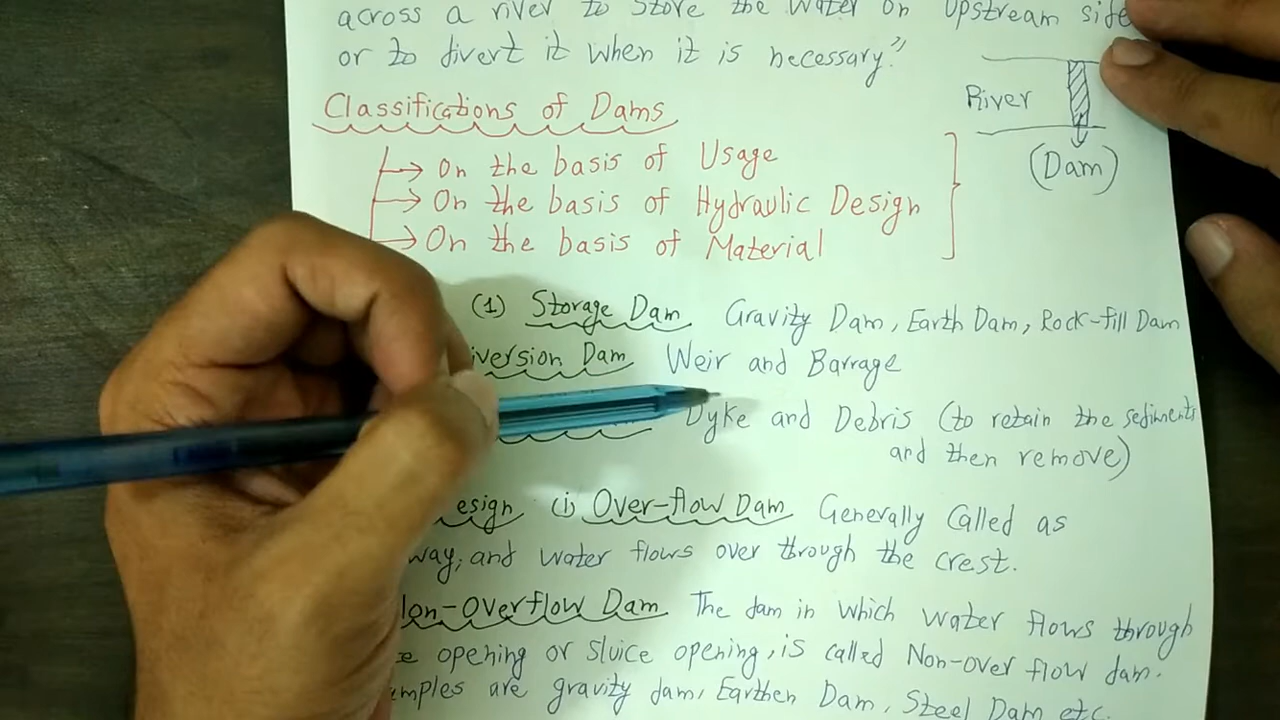 across a river to store the water on upstream side
or to divert it when it is necessary."
Classifications of Dams
River
(Dam)
→ On the basis of Usage
→ On the basis of Hydraulic Design
→ On the basis of Material
(1) Storage Dam Gravity Dam, Earth Dam, Rock-fill Dam
iversion Dam Weir and Barrage
Dyke and Debris (to retain the sediments
and then remove)
esign (i) Over-flow Dam Generally Called as
way, and water flows over through the crest.
Non-Overflow Dam The dam in which water flows through
opening or sluice opening, is called Non-over flow dam.
amples are gravity dam, Earthen Dam, Steel Dam etc.